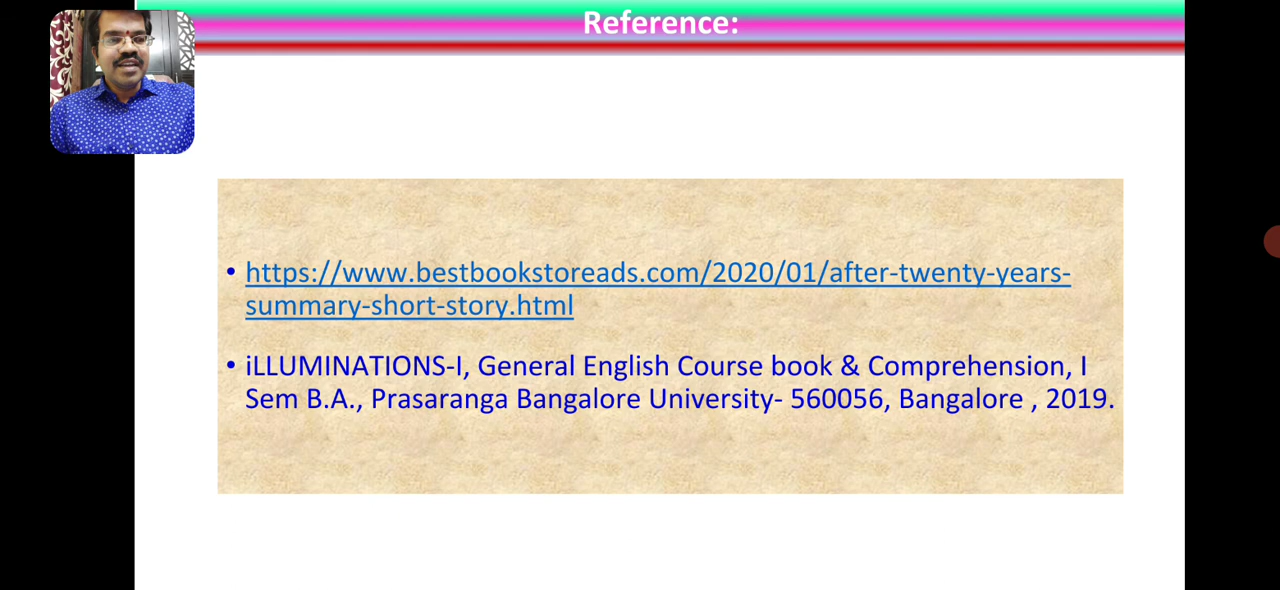 Reference:
• https://www.bestbookstoreads.com/2020/01/after-twenty-years-
summary-short-story.html
• iLLUMINATIONS-I, General English Course book & Comprehension, I
Sem B.A., Prasaranga Bangalore University- 560056, Bangalore , 2019.